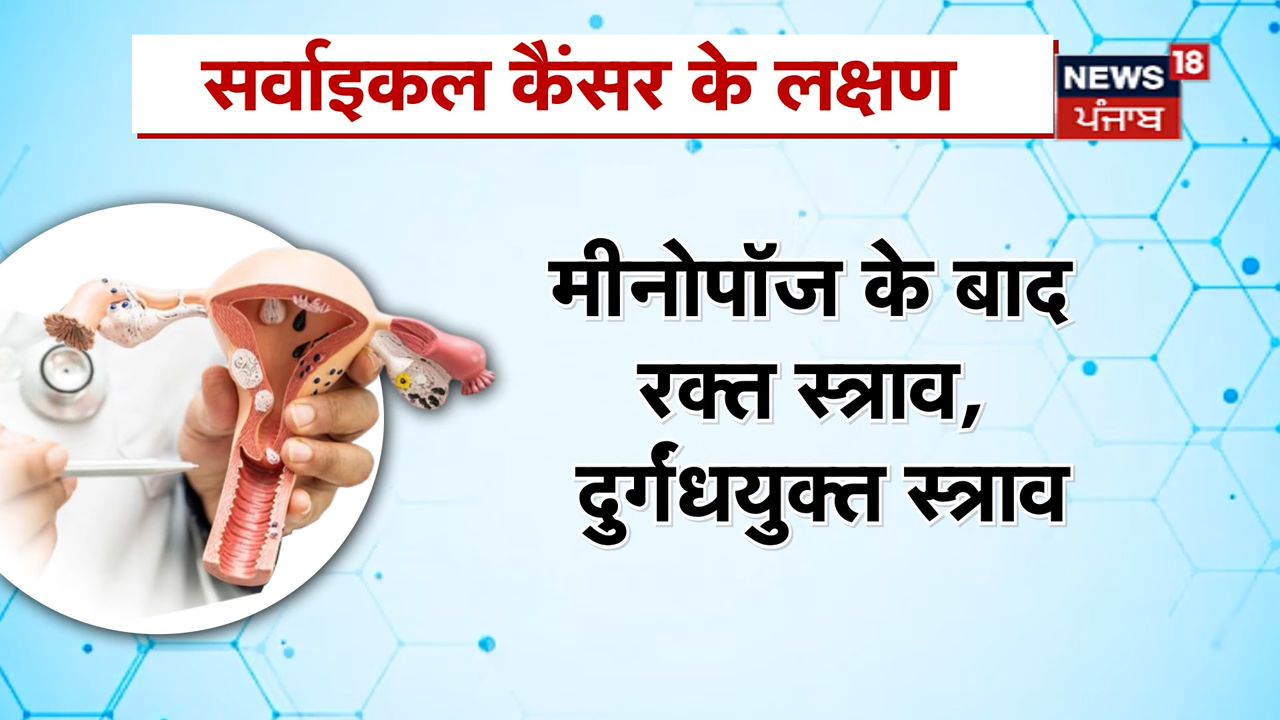 सर्वाइकल कैंसर के लक्षण
NEWS 18
ਪੰਜਾਬ
मीनोपॉज के बाद
रक्त स्त्राव,
दुर्गंधयुक्त स्त्राव